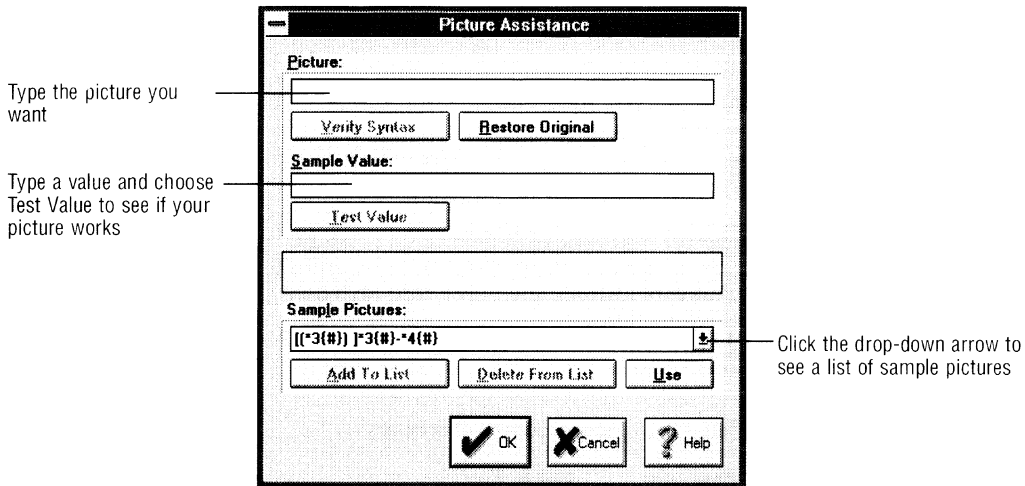 Picture Assistance
Picture:
Type the picture you
want
Verify Syntax
Restore Original
Sample Value:
Type a value and choose
Test Value to see if your
picture works
Test Value
Sample Pictures:
[(*3{#}) ]*3{#}-*4{#}
Click the drop-down arrow to
see a list of sample pictures
Add To List
Delete From List
Use
OK
Cancel
? Help